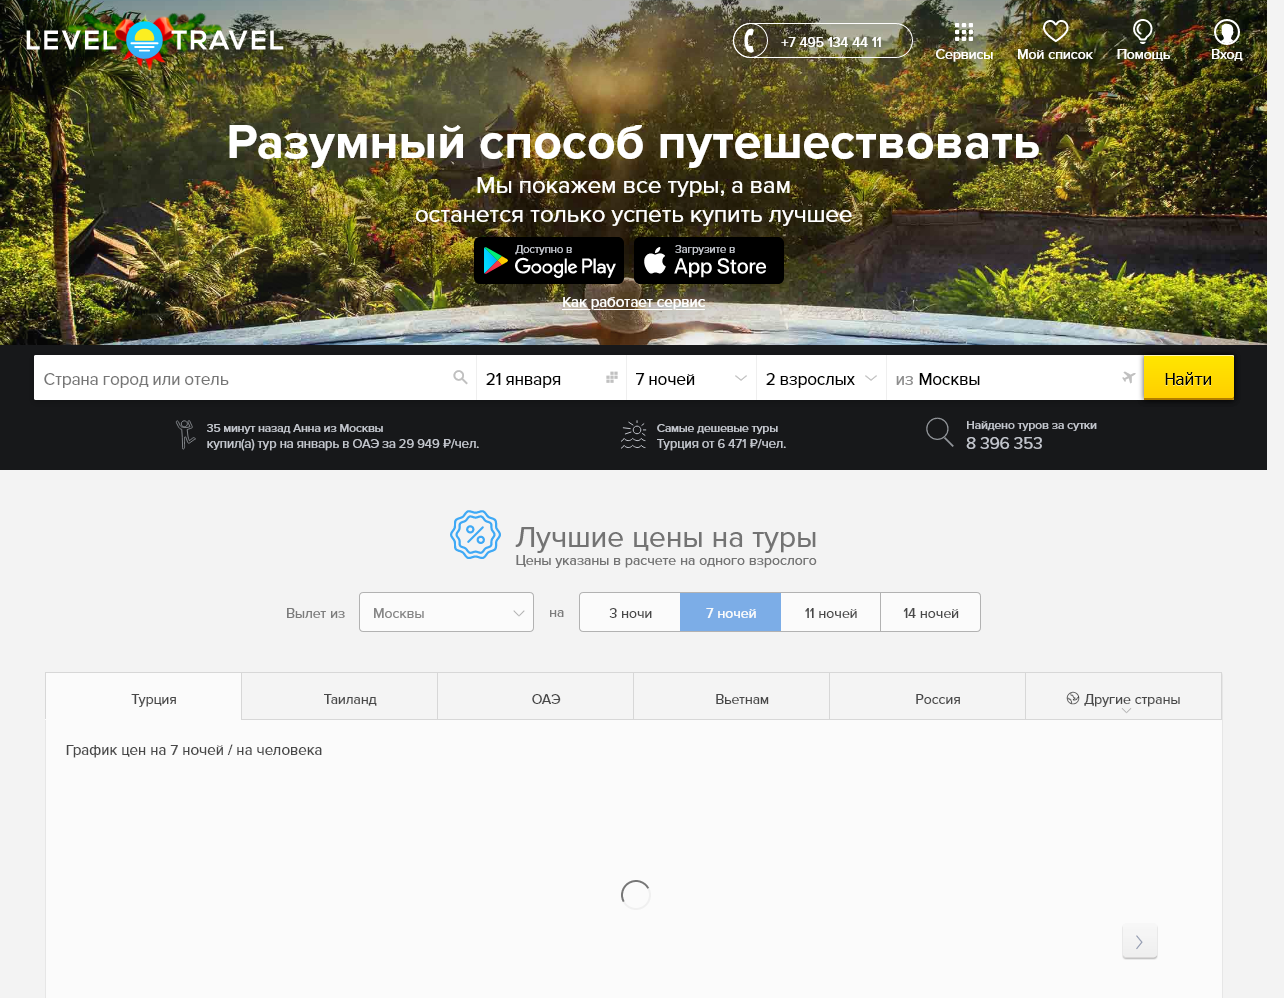 LEVEL TRAVEL
+7 495 134 44 11
Сервисы
Мой список
Помощь
Вход
Разумный способ путешествовать
Мы покажем все туры, а вам
останется только успеть купить лучшее
Доступно в
Google Play
Загрузите в
App Store
Как работает сервис
Страна город или отель
21 января
7 ночей
2 взрослых
из Москвы
Найти
35 минут назад Анна из Москвы
купил(а) тур на январь в ОАЭ за 29 949 ₽/чел.
Самые дешевые туры
Турция от 6 471 ₽/чел.
Найдено туров за сутки
8 396 353
Лучшие цены на туры
Цены указаны в расчете на одного взрослого
Вылет из
Москвы
на
3 ночи
7 ночей
11 ночей
14 ночей
Турция
Таиланд
ОАЭ
Вьетнам
Россия
Другие страны
График цен на 7 ночей / на человека